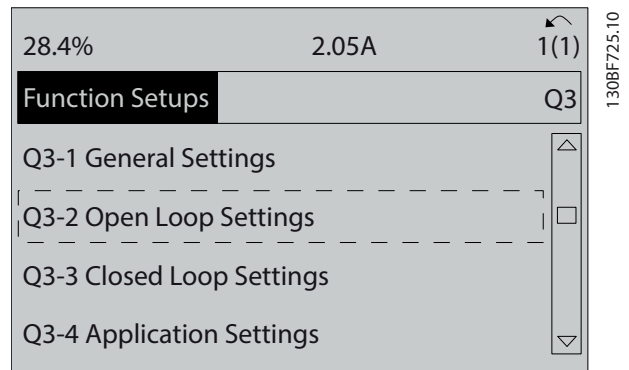 28.4% 2.05A 1(1)
Function Setups Q3
Q3-1 General Settings
Q3-2 Open Loop Settings
Q3-3 Closed Loop Settings
Q3-4 Application Settings
130BF725.10